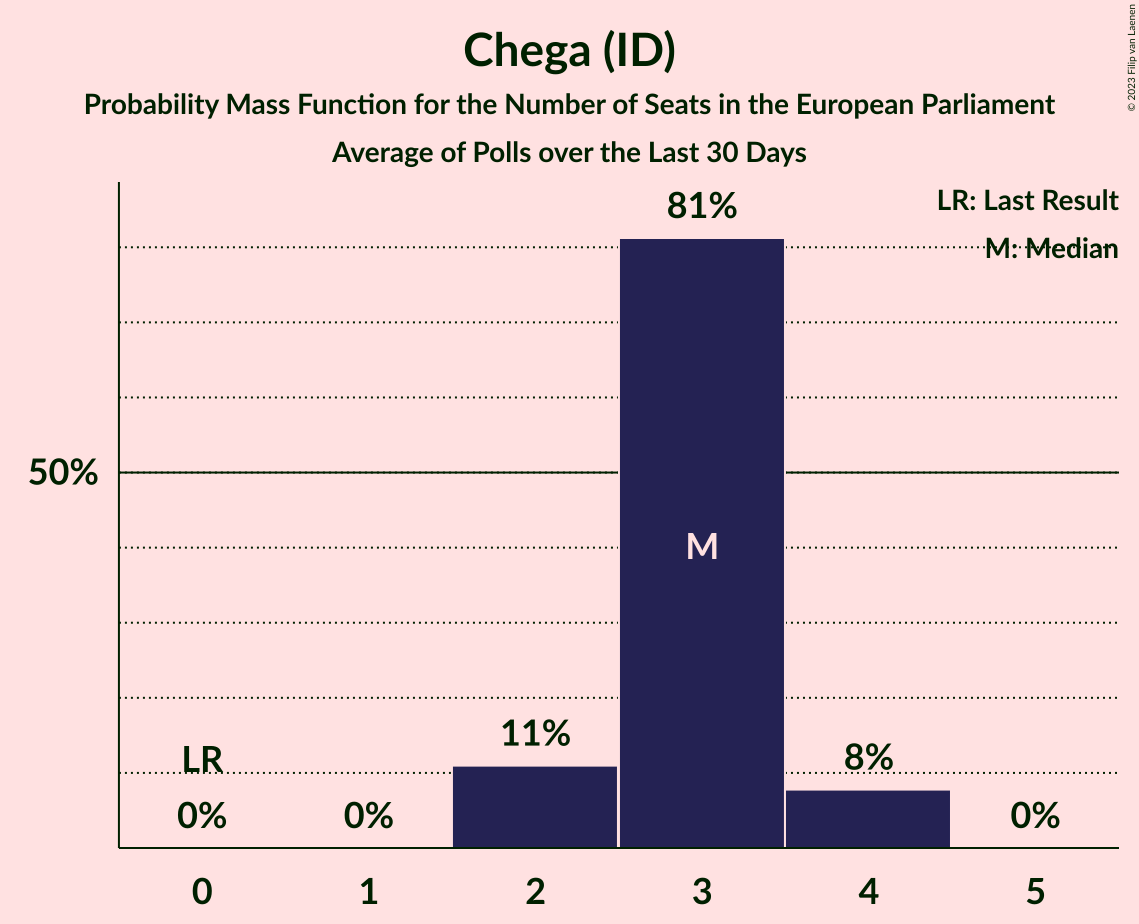 Chega (ID)
Probability Mass Function for the Number of Seats in the European Parliament
Average of Polls over the Last 30 Days
© 2023 Filip van Laenen
LR: Last Result
M: Median
81%
50%
M
11%
LR
8%
0%
0%
0%
0
1
2
3
4
5